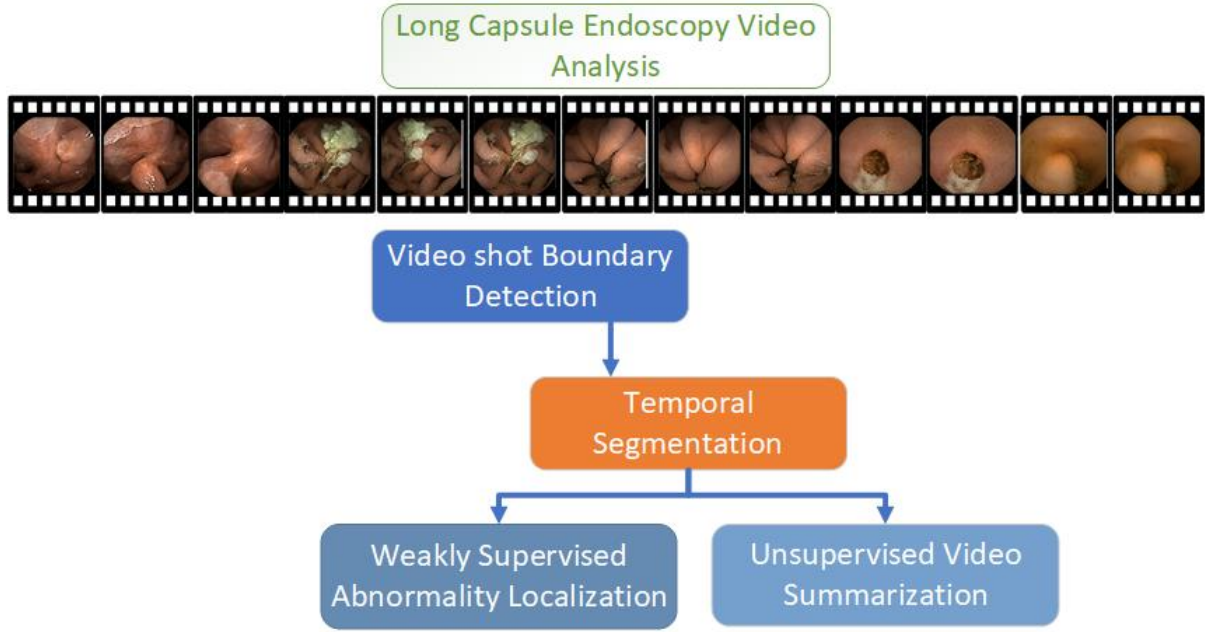 Long Capsule Endoscopy Video
Analysis
Video shot Boundary
Detection
Temporal
Segmentation
Weakly Supervised
Abnormality Localization
Unsupervised Video
Summarization